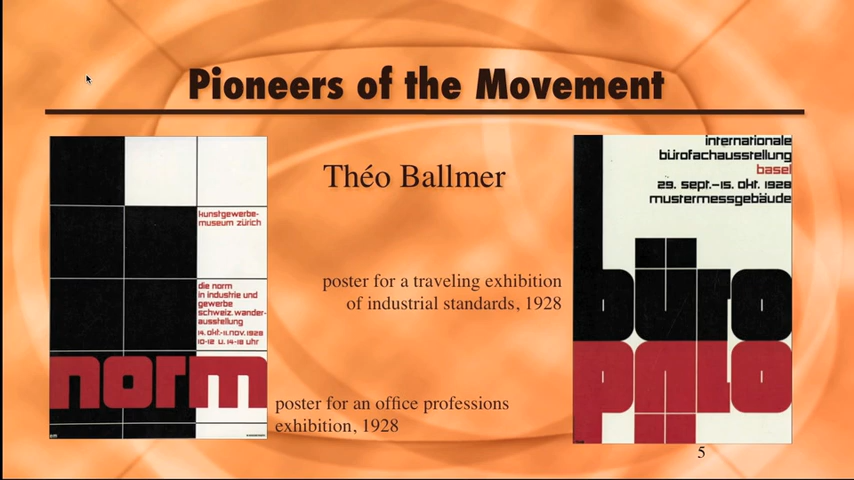 Pioneers of the Movement
Théo Ballmer
kunstgewerbe-
museum zürich
die norm
in industrie und
gewerbe
schweiz. wander-
ausstellung
14. okt.-11. nov. 1928
10-12 u. 14-18 uhr
norm
internationale
bürofachausstellung
basel
29. sept.-15. okt. 1928
mustermessgebäude
büro
büro
poster for a traveling exhibition
of industrial standards, 1928
poster for an office professions
exhibition, 1928
5